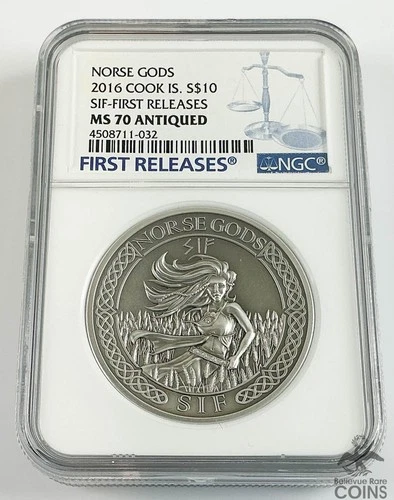 NORSE GODS
2016 COOK IS. S$10
SIF-FIRST RELEASES
MS 70 ANTIQUED
4508711-032
FIRST RELEASES® NGC®
NORSE GODS
ᛋᛁᚠ
SIF
Bellevue Rare
COINS